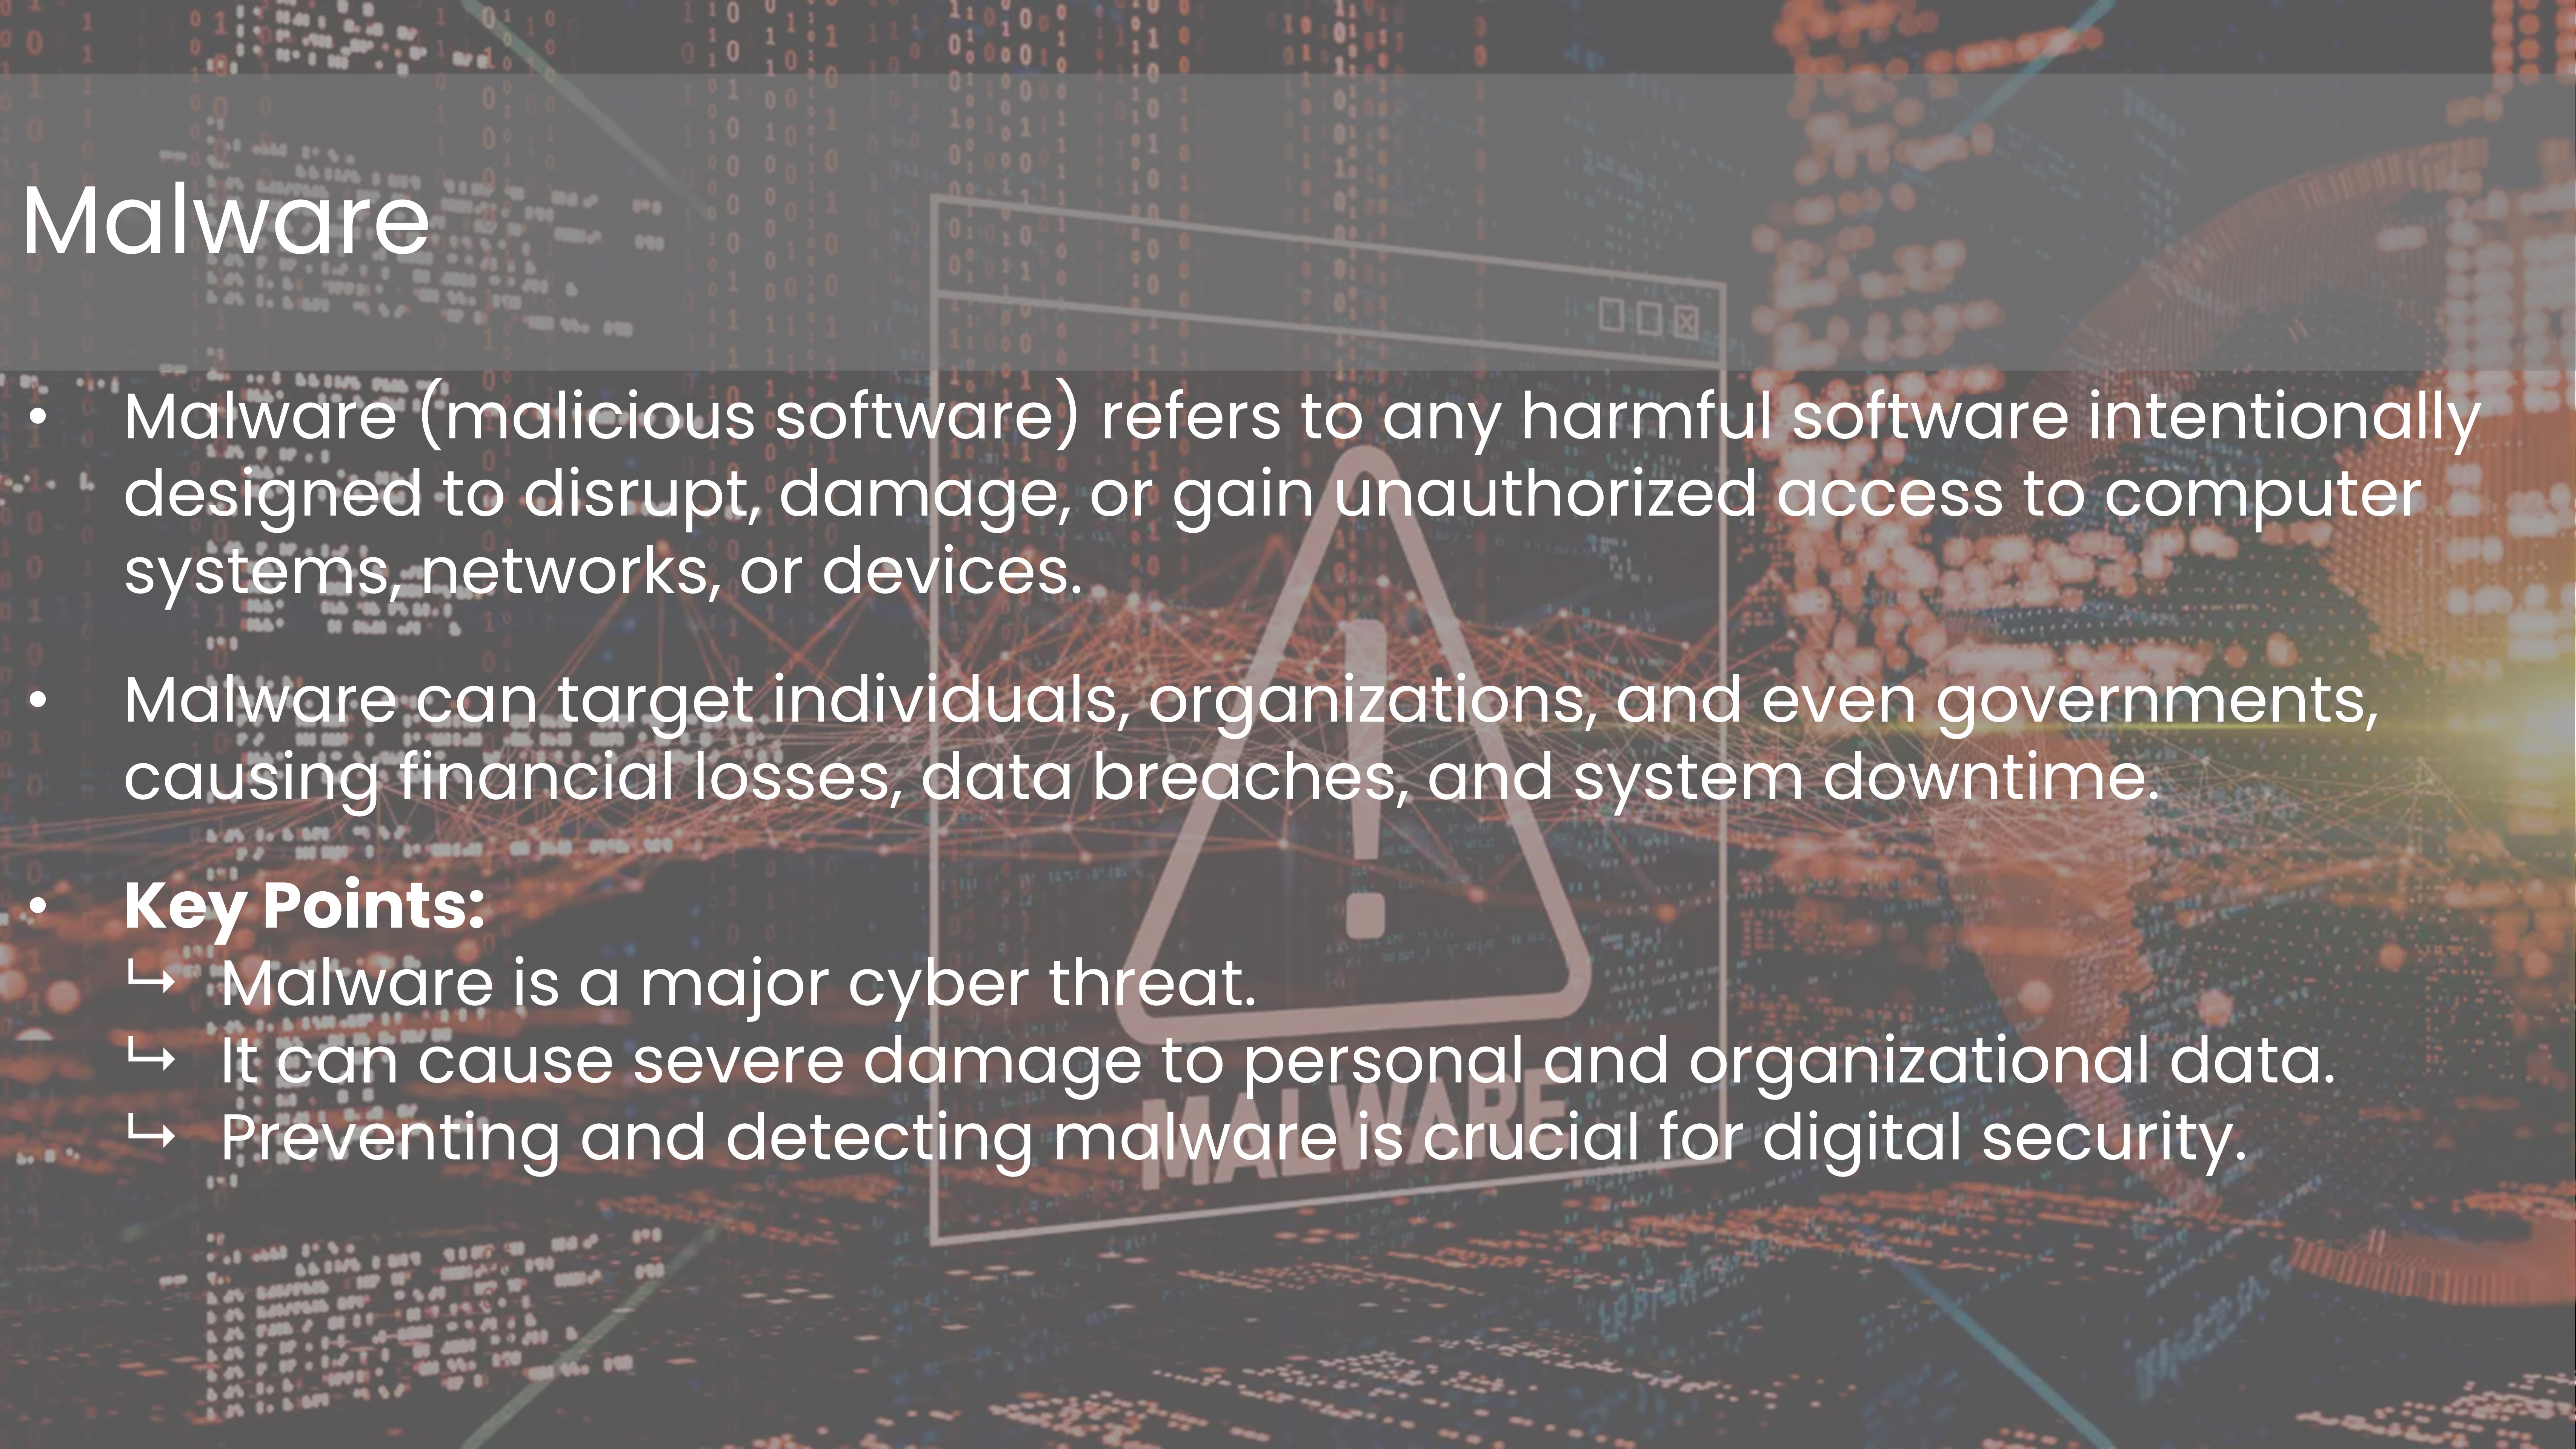 Malware
• Malware (malicious software) refers to any harmful software intentionally
designed to disrupt, damage, or gain unauthorized access to computer
systems, networks, or devices.
• Malware can target individuals, organizations, and even governments,
causing financial losses, data breaches, and system downtime.
• Key Points:
↪ Malware is a major cyber threat.
↪ It can cause severe damage to personal and organizational data.
↪ Preventing and detecting malware is crucial for digital security.
MALWARE